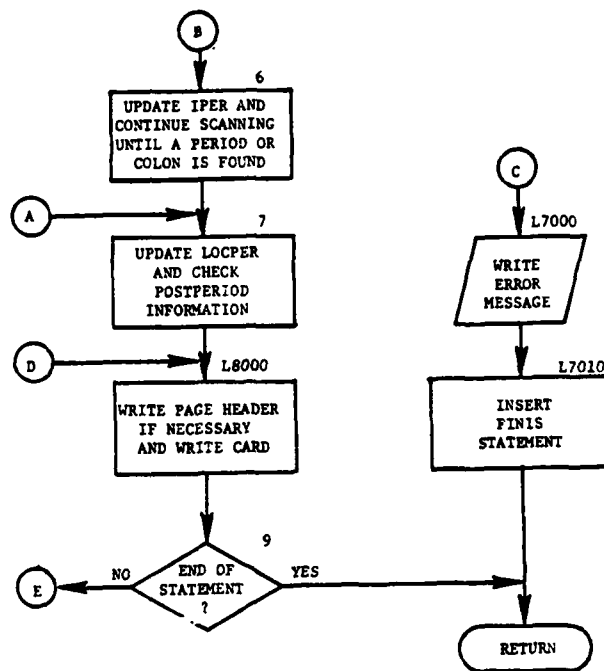 B
6
UPDATE IPER AND
CONTINUE SCANNING
UNTIL A PERIOD OR
COLON IS FOUND
A
7
UPDATE LOCPER
AND CHECK
POSTPERIOD
INFORMATION
D
L8000
WRITE PAGE HEADER
IF NECESSARY
AND WRITE CARD
9
NO
END OF
STATEMENT
?
YES
E
C
L7000
WRITE
ERROR
MESSAGE
L7010
INSERT
FINIS
STATEMENT
RETURN